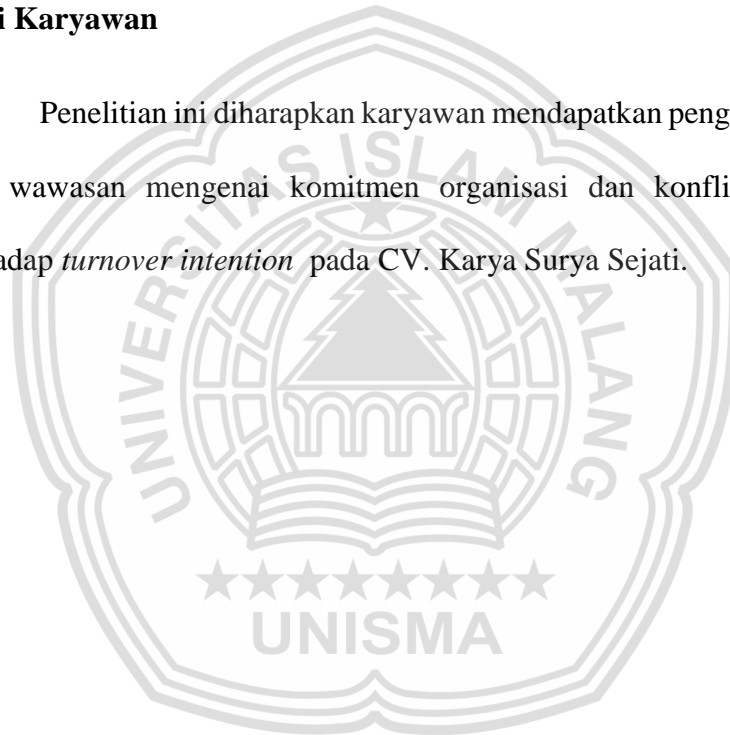 i Karyawan
Penelitian ini diharapkan karyawan mendapatkan peng
wawasan mengenai komitmen organisasi dan konfli
adap turnover intention pada CV. Karya Surya Sejati.
UNIVERSITAS ISLAM MALANG
UNISMA